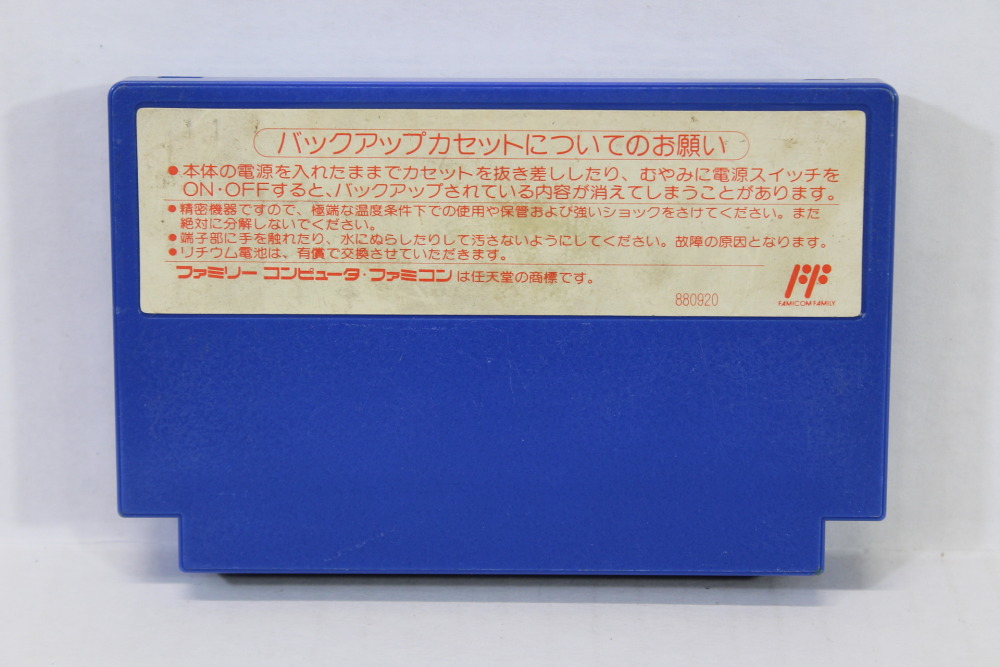 バックアップカセットについてのお願い
●本体の電源を入れたままでカセットを抜き差ししたり、むやみに電源スイッチを
ON・OFFすると、バックアップされている内容が消えてしまうことがあります。
●精密機器ですので、極端な温度条件下での使用や保管および強いショックをさけてください。また
絶対に分解しないでください。
●端子部に手を触れたり、水にぬらしたりして汚さないようにしてください。故障の原因となります。
●リチウム電池は、有償で交換させていただきます。
ファミリー コンピュータ・ファミコンは任天堂の商標です。
880920
FAMICOM FAMILY